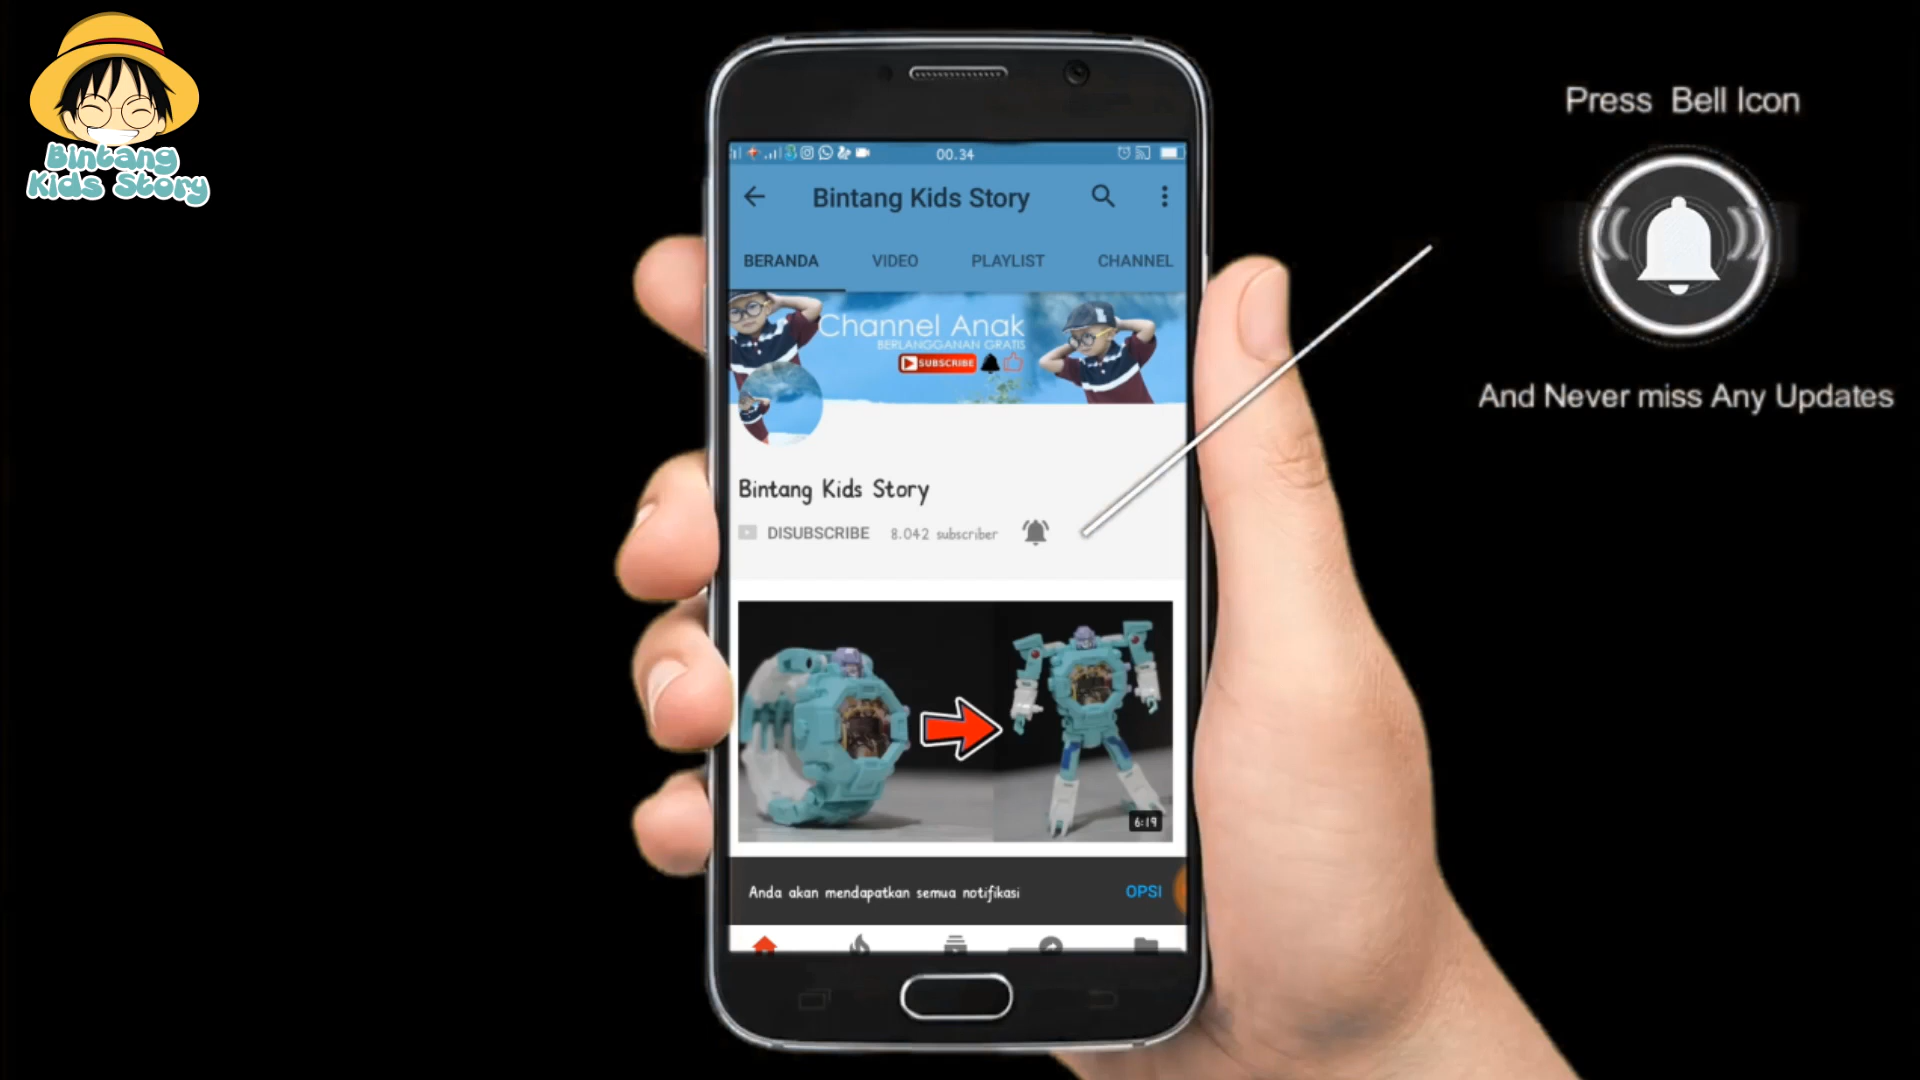 Bintang
Kids Story
Press Bell Icon
And Never miss Any Updates
00.34
Bintang Kids Story
BERANDA VIDEO PLAYLIST CHANNEL
Channel Anak
BERLANGGANAN GRATIS
SUBSCRIBE
Bintang Kids Story
DISUBSCRIBE 8.042 subscriber
6:19
Anda akan mendapatkan semua notifikasi OPSI